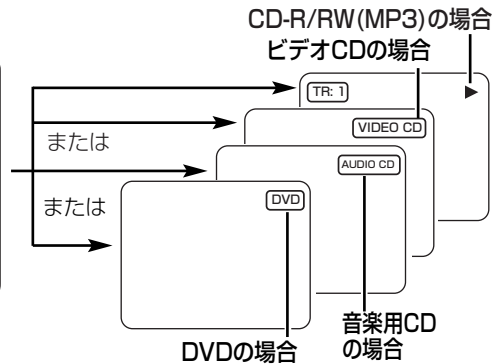 CD-R/RW(MP3)の場合
ビデオCDの場合
TR: 1
VIDEO CD
または
AUDIO CD
または
DVD
音楽用CD
の場合
DVDの場合